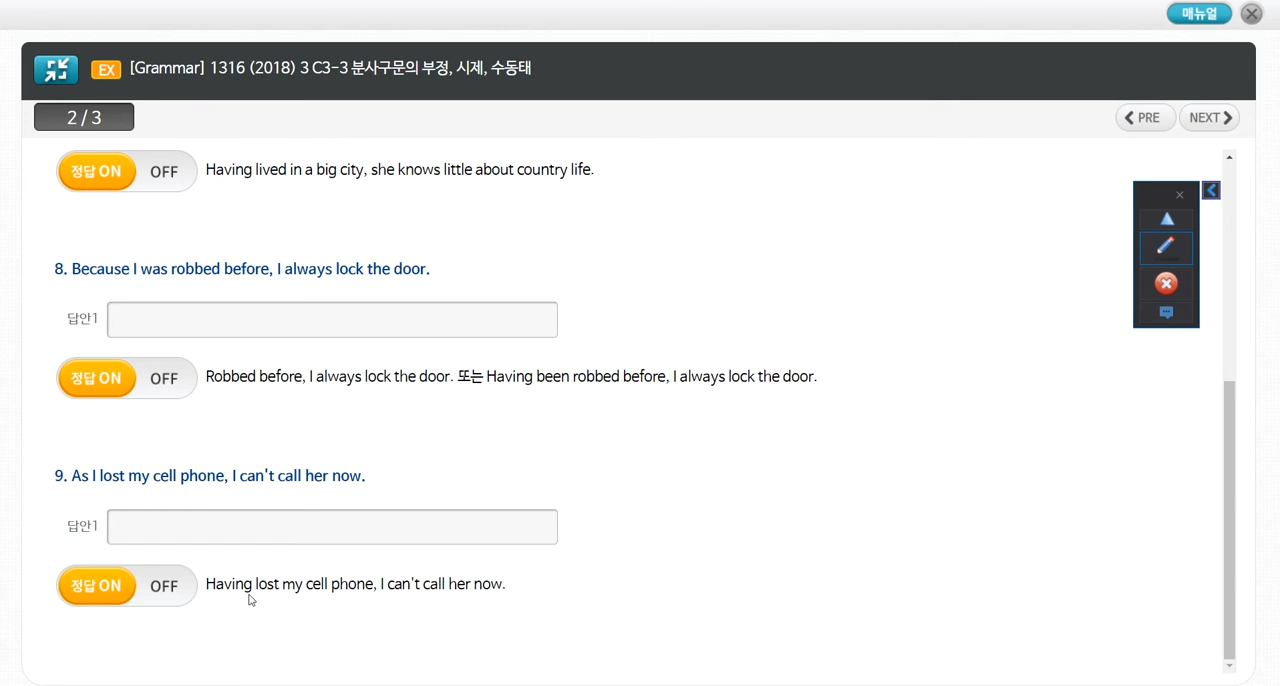 매뉴얼
EX [Grammar] 1316 (2018) 3 C3-3 분사구문의 부정, 시제, 수동태
2 / 3
PRE NEXT
정답 ON OFF Having lived in a big city, she knows little about country life.
8. Because I was robbed before, I always lock the door.
답안1
정답 ON OFF Robbed before, I always lock the door. 또는 Having been robbed before, I always lock the door.
9. As I lost my cell phone, I can't call her now.
답안1
정답 ON OFF Having lost my cell phone, I can't call her now.